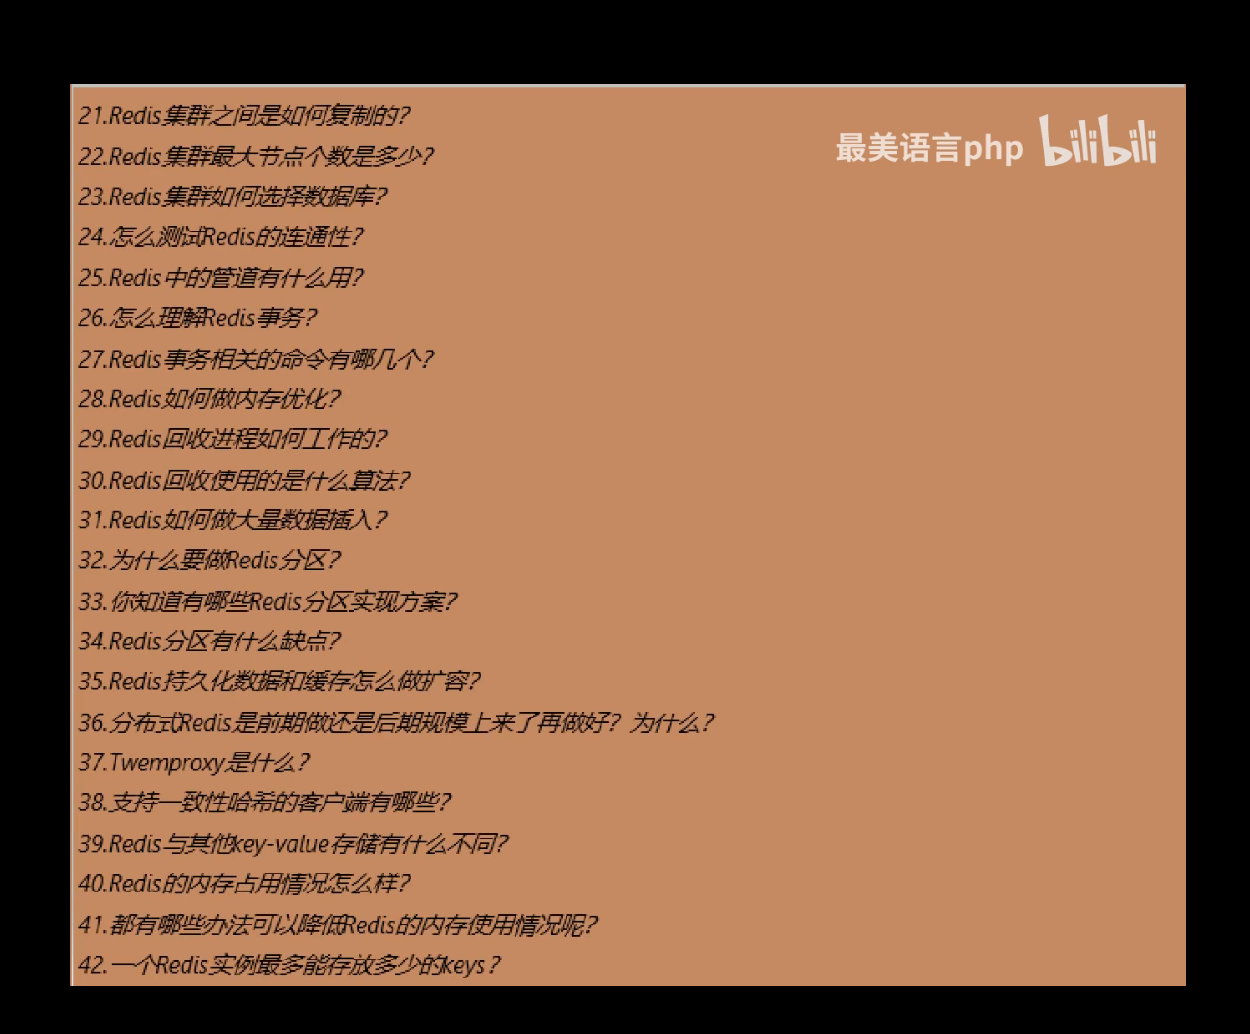 21.Redis集群之间是如何复制的?
最美语言php bilibili
22.Redis集群最大节点个数是多少?
23.Redis集群如何选择数据库?
24.怎么测试Redis的连通性?
25.Redis中的管道有什么用?
26.怎么理解Redis事务?
27.Redis事务相关的命令有哪几个?
28.Redis如何做内存优化?
29.Redis回收进程如何工作的?
30.Redis回收使用的是什么算法?
31.Redis如何做大量数据插入?
32.为什么要做Redis分区?
33.你知道有哪些Redis分区实现方案?
34.Redis分区有什么缺点?
35.Redis持久化数据和缓存怎么做扩容?
36.分布式Redis是前期做还是后期规模上来了再做好? 为什么?
37.Twemproxy是什么?
38.支持一致性哈希的客户端有哪些?
39.Redis与其他key-value存储有什么不同?
40.Redis的内存占用情况怎么样?
41.都有哪些办法可以降低Redis的内存使用情况呢?
42.一个Redis实例最多能存放多少的keys?